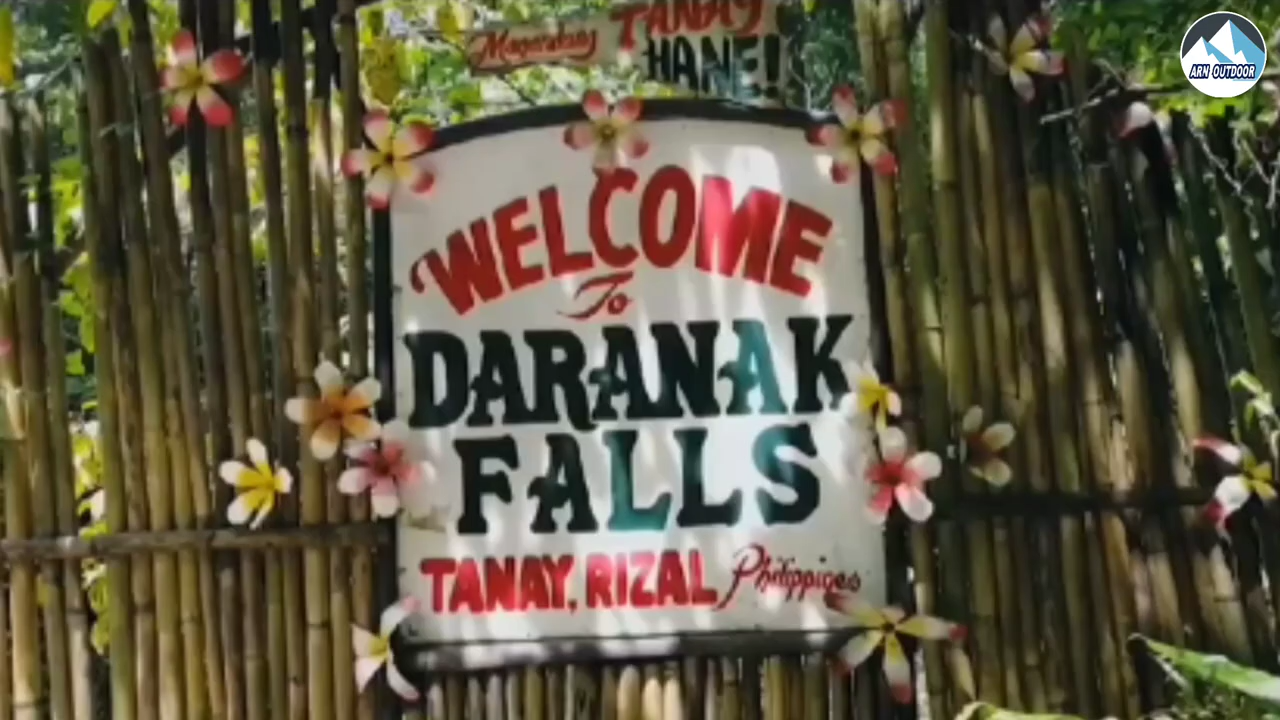 Magandang TANAY
HANE!
WELCOME
To
DARANAK
FALLS
TANAY, RIZAL Philippines
ARN OUTDOOR